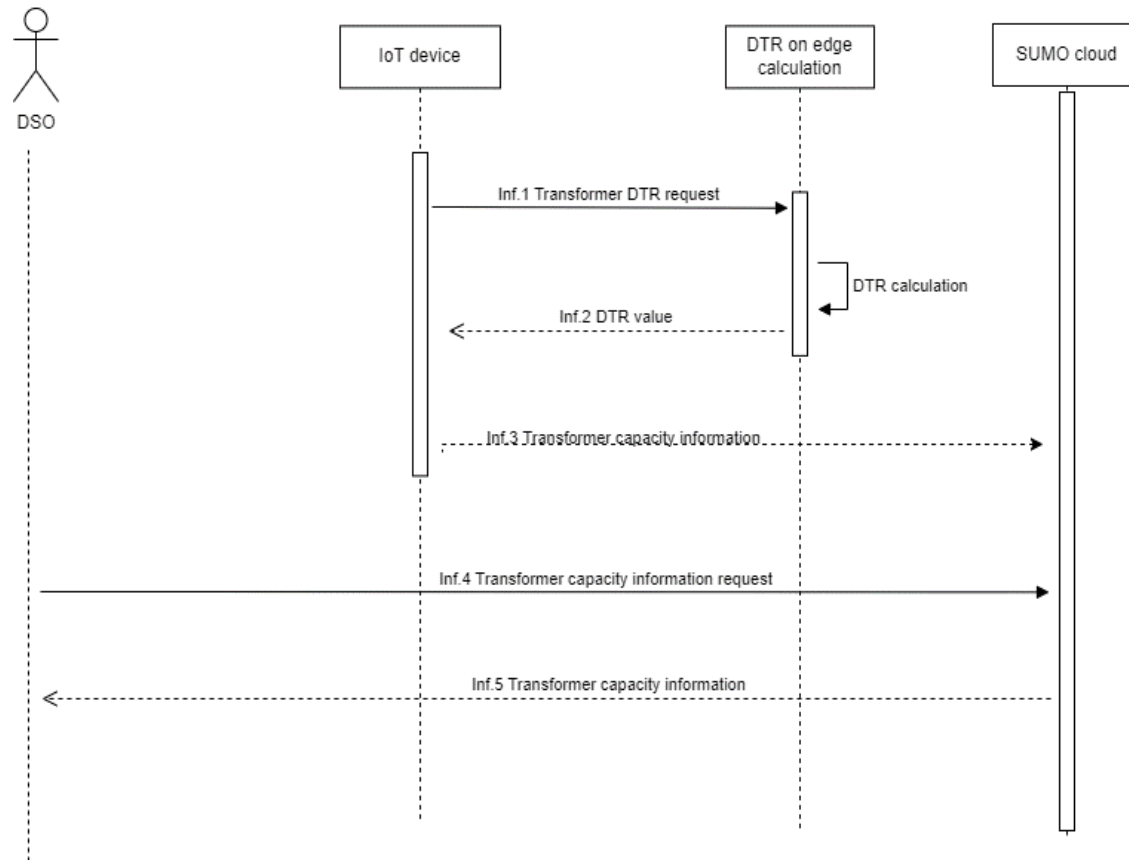 DSO
IoT device
DTR on edge
calculation
SUMO cloud
Inf.1 Transformer DTR request
DTR calculation
Inf.2 DTR value
Inf.3 Transformer capacity information
Inf.4 Transformer capacity information request
Inf.5 Transformer capacity information